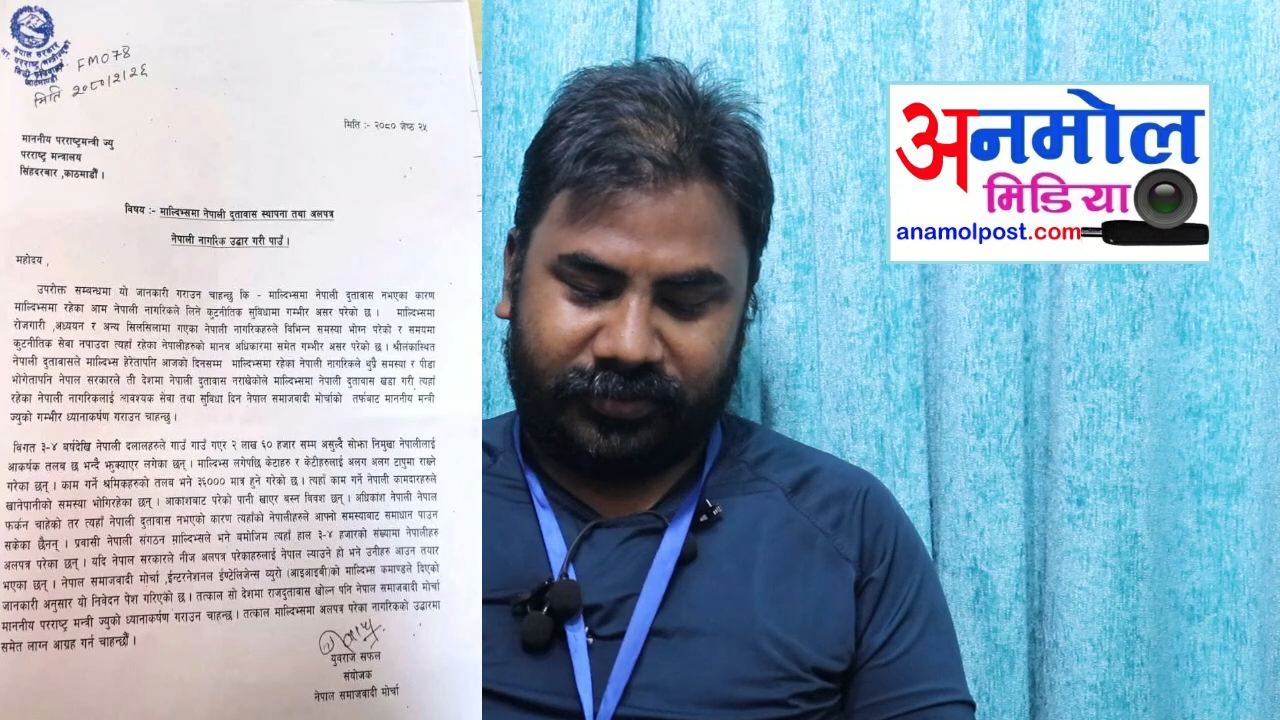 नेपाल सरकार
FM078
मिति २०८०।२।२६
मिति :- २०८० जेष्ठ २५
माननीय परराष्ट्रमन्त्री ज्यु
परराष्ट्र मन्त्रालय
सिंहदरबार ,काठमाडौं ।
विषय :- माल्दिभ्समा नेपाली दुतावास स्थापना तथा अलपत्र
नेपाली नागरिक उद्धार गरी पाउँ ।
महोदय ,
उपरोक्त सम्बन्धमा यो जानकारी गराउन चाहन्छु कि - माल्दिभ्समा नेपाली दुतावास नभएका कारण
माल्दिभ्समा रहेका आम नेपाली नागरिकले लिने कुटनीतिक सुविधामा गम्भीर असर परेको छ । माल्दिभ्समा
रोजगारी ,अध्ययन र अन्य सिलसिलामा गएका नेपाली नागरिकहरुले विभिन्न समस्या भोग्न परेको र समयमा
कुटनीतिक सेवा नपाउदा त्यहाँ रहेका नेपालीहरुको मानव अधिकारमा समेत गम्भीर असर परेको छ । श्रीलंकास्थित
नेपाली दुतावासले माल्दिभ्स हेरेतापनि आजको दिनसम्म माल्दिभ्समा रहेका नेपाली नागरिकले थुप्रै समस्या र पीडा
भोगेतापनि नेपाल सरकारले ती देशमा नेपाली दुतावास नराखेकोले माल्दिभ्समा नेपाली दुतावास खडा गरी त्यहाँ
रहेका नेपाली नागरिकलाई आवश्यक सेवा तथा सुविधा दिन नेपाल समाजवादी मोर्चाको तर्फबाट माननीय मन्त्री
ज्युको गम्भीर ध्यानाकर्षण गराउन चाहन्छु ।
बिगत ३-४ वर्षदेखि नेपाली दलालहरुले गाउँ गाउँ गएर २ लाख ६० हजार सम्म असुल्दै सोझा निमुखा नेपालीलाई
आकर्षक तलब छ भन्दै झुक्याएर लगेका छन् । माल्दिभ्स लगेपछि केटाहरु र केटीहरुलाई अलग अलग टापुमा राख्ने
गरेका छन् । काम गर्ने श्रमिकहरुको तलब भने ३६००० मात्र हुने गरेको छ । त्यहाँ काम गर्ने नेपाली कामदारहरुले
खानेपानीको समस्या भोगिरहेका छन् । आकाशबाट परेको पानी खाएर बस्न विवश छन् । अधिकांश नेपाली नेपाल
फर्कन चाहेको तर त्यहाँ नेपाली दुतावास नभएको कारण त्यहाँको नेपालीहरुले आफ्नो समस्याबाट समाधान पाउन
सकेका छैनन् । प्रवासी नेपाली संगठन माल्दिभ्सले भने बमोजिम त्यहाँ हाल ३-४ हजारको संख्यामा नेपालीहरु
अलपत्र परेका छन् । यदि नेपाल सरकारले नीज अलपत्र परेकाहरुलाई नेपाल ल्याउने हो भने उनीहरु आउन तयार
भएका छन् । नेपाल समाजवादी मोर्चा ,ईन्टरनेशनल इंण्टेलिजेन्स व्युरो (आइआइबी)को माल्दिभ्स कमाण्डले दिएको
जानकारी अनुसार यो निवेदन पेश गरिएको छ । तत्काल सो देशमा राजदुतावास खोल्न पनि नेपाल समाजवादी मोर्चा
माननीय परराष्ट्र मन्त्री ज्युको ध्यानाकर्षण गराउन चाहन्छ । तत्काल माल्दिभ्समा अलपत्र परेका नागरिकको उद्धारमा
समेत लाग्न आग्रह गर्न चाहन्छौं ।
युवराज सफल
संयोजक
नेपाल समाजवादी मोर्चा
अनमोल
मिडिया
anamolpost.com